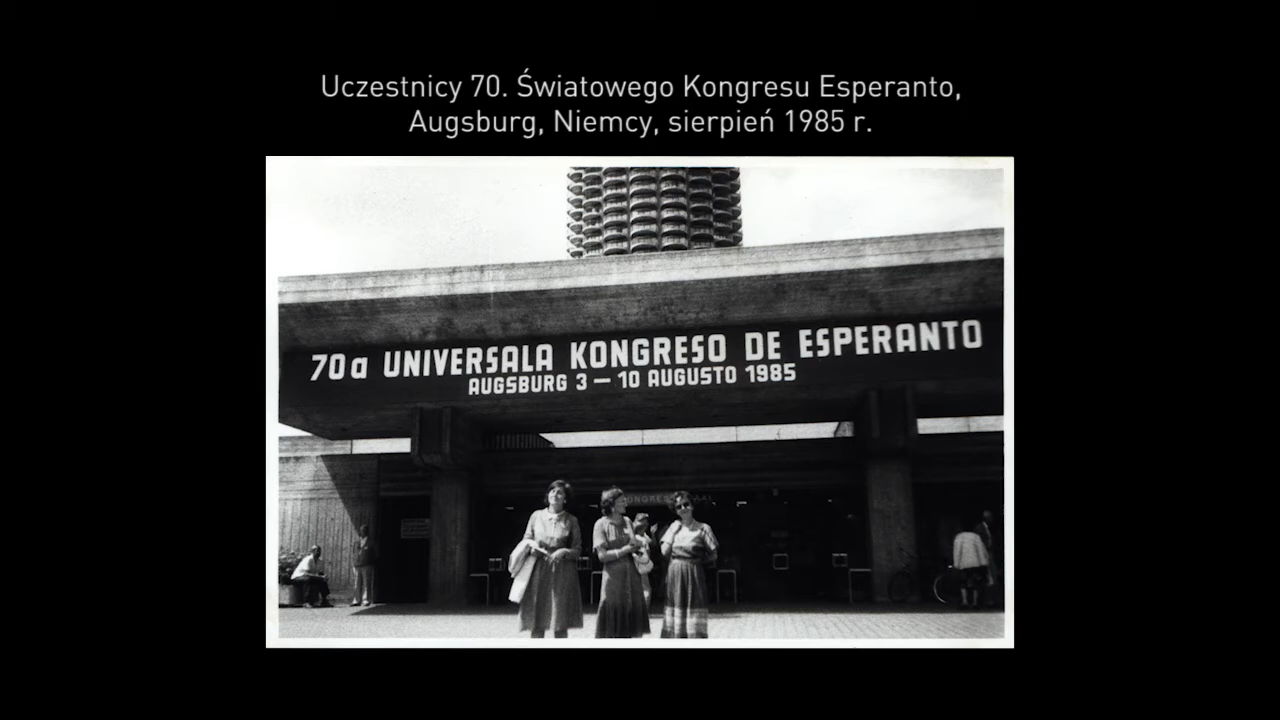 Uczestnicy 70. Światowego Kongresu Esperanto,
Augsburg, Niemcy, sierpień 1985 r.
70a UNIVERSALA KONGRESO DE ESPERANTO
AUGSBURG 3 – 10 AUGUSTO 1985